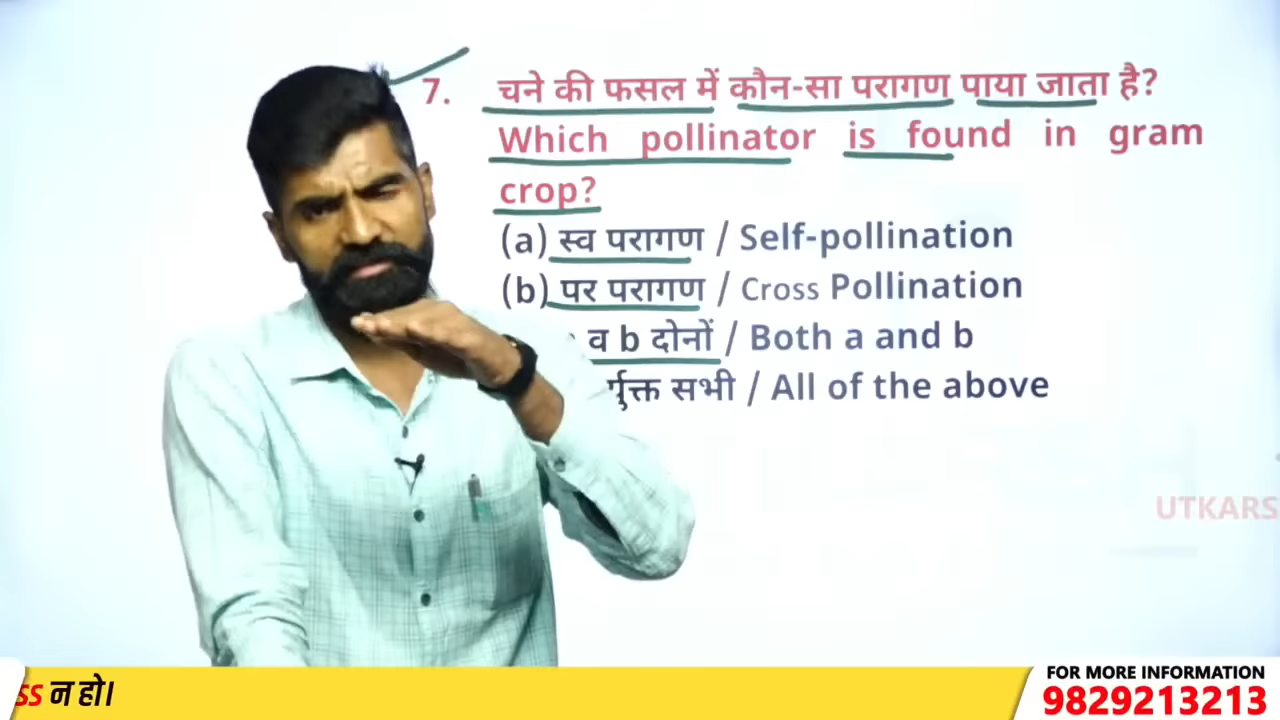 7. चने की फसल में कौन-सा परागण पाया जाता है?
Which pollinator is found in gram
crop?
(a) स्व परागण / Self-pollination
(b) पर परागण / Cross Pollination
व b दोनों / Both a and b
सभी / All of the above
UTKARS
ss न हो।
FOR MORE INFORMATION
9829213213